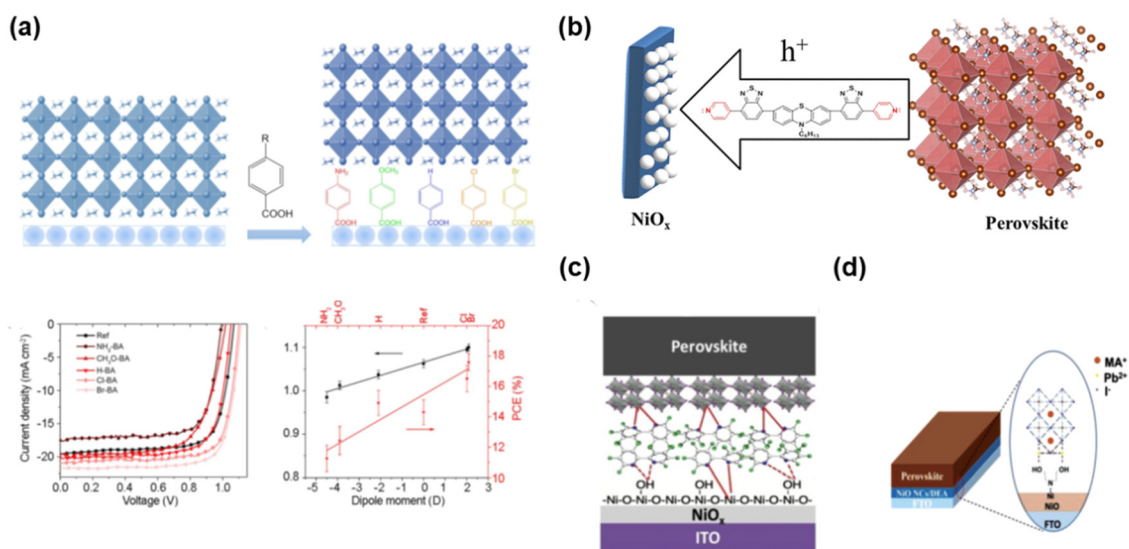 (a)
R
COOH
NH₂
OCH₃
H
Cl
Br
COOH
COOH
COOH
COOH
COOH
Current density (mA cm⁻²)
0
-5
-10
-15
-20
Ref
NH₂-BA
CH₃O-BA
H-BA
Cl-BA
Br-BA
0.0 0.2 0.4 0.6 0.8 1.0
Voltage (V)
NH₂ CH₃O H Ref Cl Br
1.1
1.0
0.9
0.8
20
18
16
14
12
10
8
PCE (%)
-5 -4 -3 -2 -1 0 1 2 3
Dipole moment (D)
(b)
h⁺
N S N
N S N
N
S
N
C₆H₁₃
N
NiOₓ
Perovskite
(c)
Perovskite
OH OH OH
-Ni-O-Ni-O-Ni-O-Ni-O-Ni-O-
NiOₓ
ITO
(d)
MA⁺
Pb²⁺
I⁻
HO OH
N
Ni
NiO
FTO
Perovskite
NiO NCs/DEA
FTO